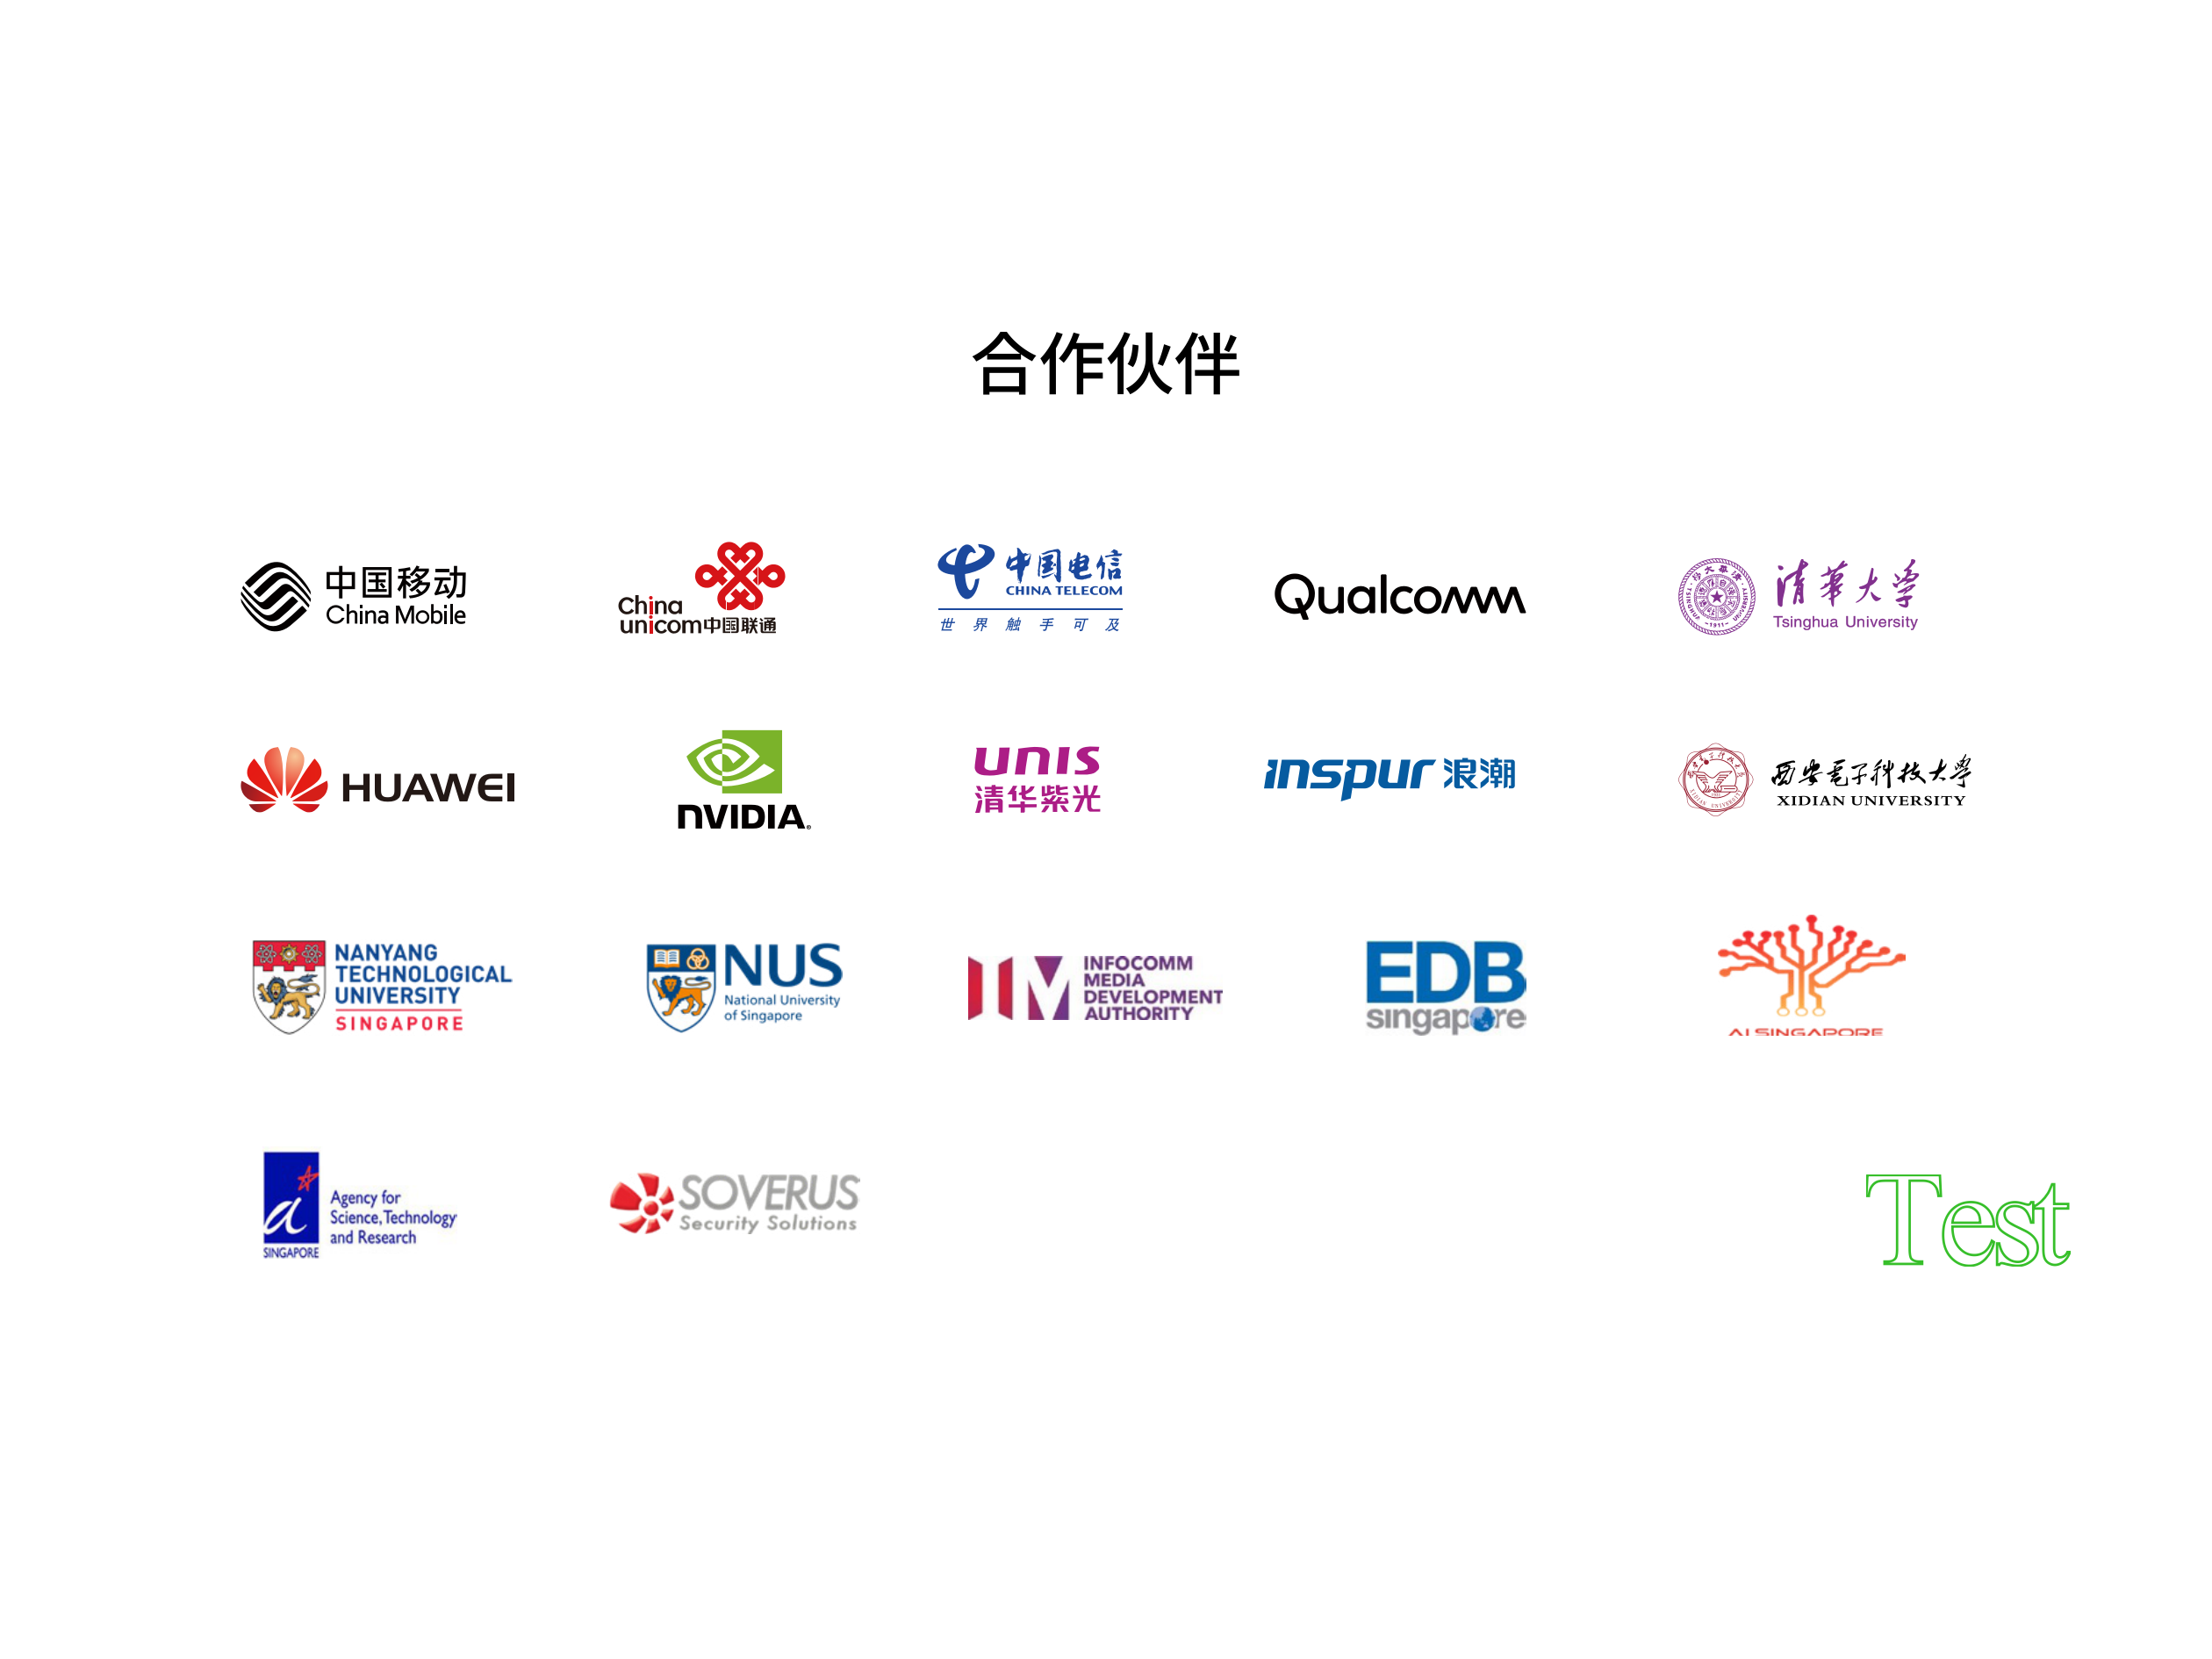 合作伙伴
中国移动
China Mobile
China
unicom中国联通
中国电信
CHINA TELECOM
世界触手可及
Qualcomm
清華大学
Tsinghua University
HUAWEI
NVIDIA®
UNIS
清华紫光
inspur 浪潮
西安电子科技大学
XIDIAN UNIVERSITY
NANYANG
TECHNOLOGICAL
UNIVERSITY
SINGAPORE
NUS
National University
of Singapore
INFOCOMM
MEDIA
DEVELOPMENT
AUTHORITY
EDB
singapore
AI SINGAPORE
Agency for
Science, Technology
and Research
SINGAPORE
SOVERUS
Security Solutions
Test